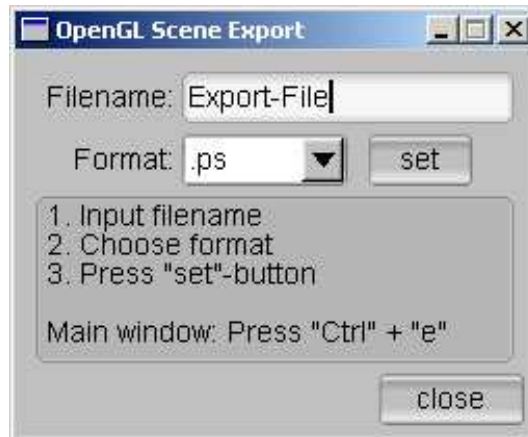 OpenGL Scene Export
Filename: Export-File
Format: .ps set
1. Input filename
2. Choose format
3. Press "set"-button
Main window: Press "Ctrl" + "e"
close